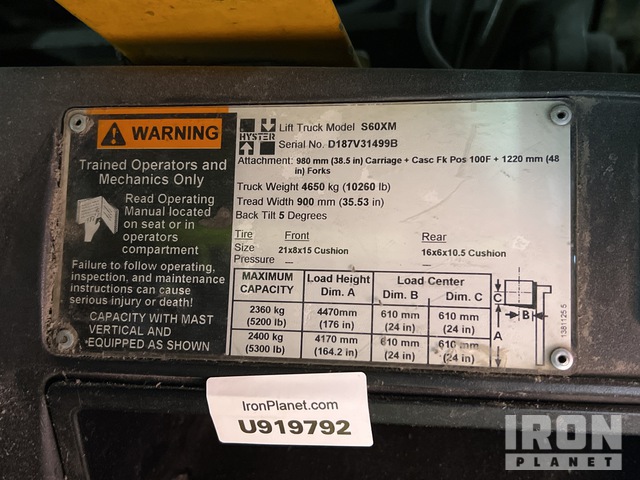 WARNING
Trained Operators and
Mechanics Only
Read Operating
Manual located
on seat or in
operators
compartment
Failure to follow operating,
inspection, and maintenance
instructions can cause
serious injury or death!
CAPACITY WITH MAST
VERTICAL AND
EQUIPPED AS SHOWN
HYSTER
Lift Truck Model S60XM
Serial No. D187V31499B
Attachment: 980 mm (38.5 in) Carriage + Casc Fk Pos 100F + 1220 mm (48
in) Forks
Truck Weight 4650 kg (10260 lb)
Tread Width 900 mm (35.53 in)
Back Tilt 5 Degrees
Tire Front Rear
Size 21x8x15 Cushion 16x6x10.5 Cushion
Pressure --- ---
MAXIMUM CAPACITY Load Height Dim. A Load Center Dim. B Dim. C
2360 kg (5200 lb) 4470mm (176 in) 610 mm (24 in) 610 mm (24 in)
2400 kg (5300 lb) 4170 mm (164.2 in) 610 mm (24 in) 610 mm (24 in)
C
B
A
1381125 5
IronPlanet.com
U919792
IRON
PLANET